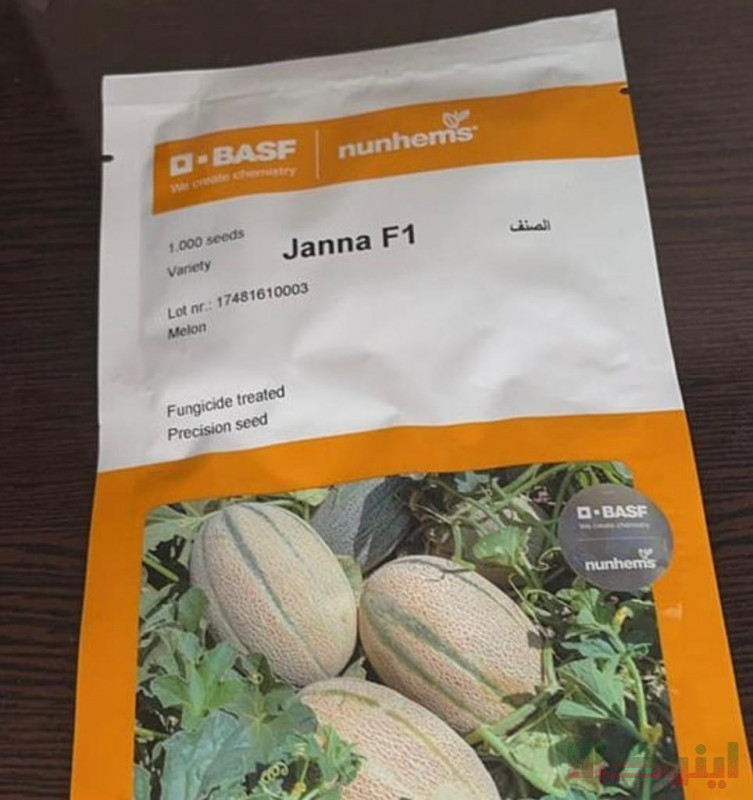 BASF
We create chemistry
nunhems
1.000 seeds
Variety
Janna F1
الصنف
Lot nr.: 17481610003
Melon
Fungicide treated
Precision seed
BASF
We create chemistry
nunhems